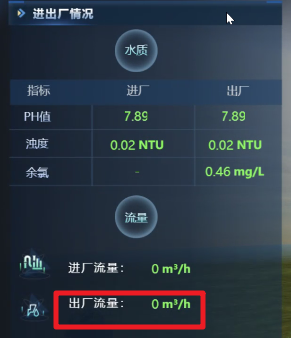 进出厂情况
水质
指标 进厂 出厂
PH值 7.89 7.89
浊度 0.02 NTU 0.02 NTU
余氯 - 0.46 mg/L
流量
进厂流量： 0 m³/h
出厂流量： 0 m³/h